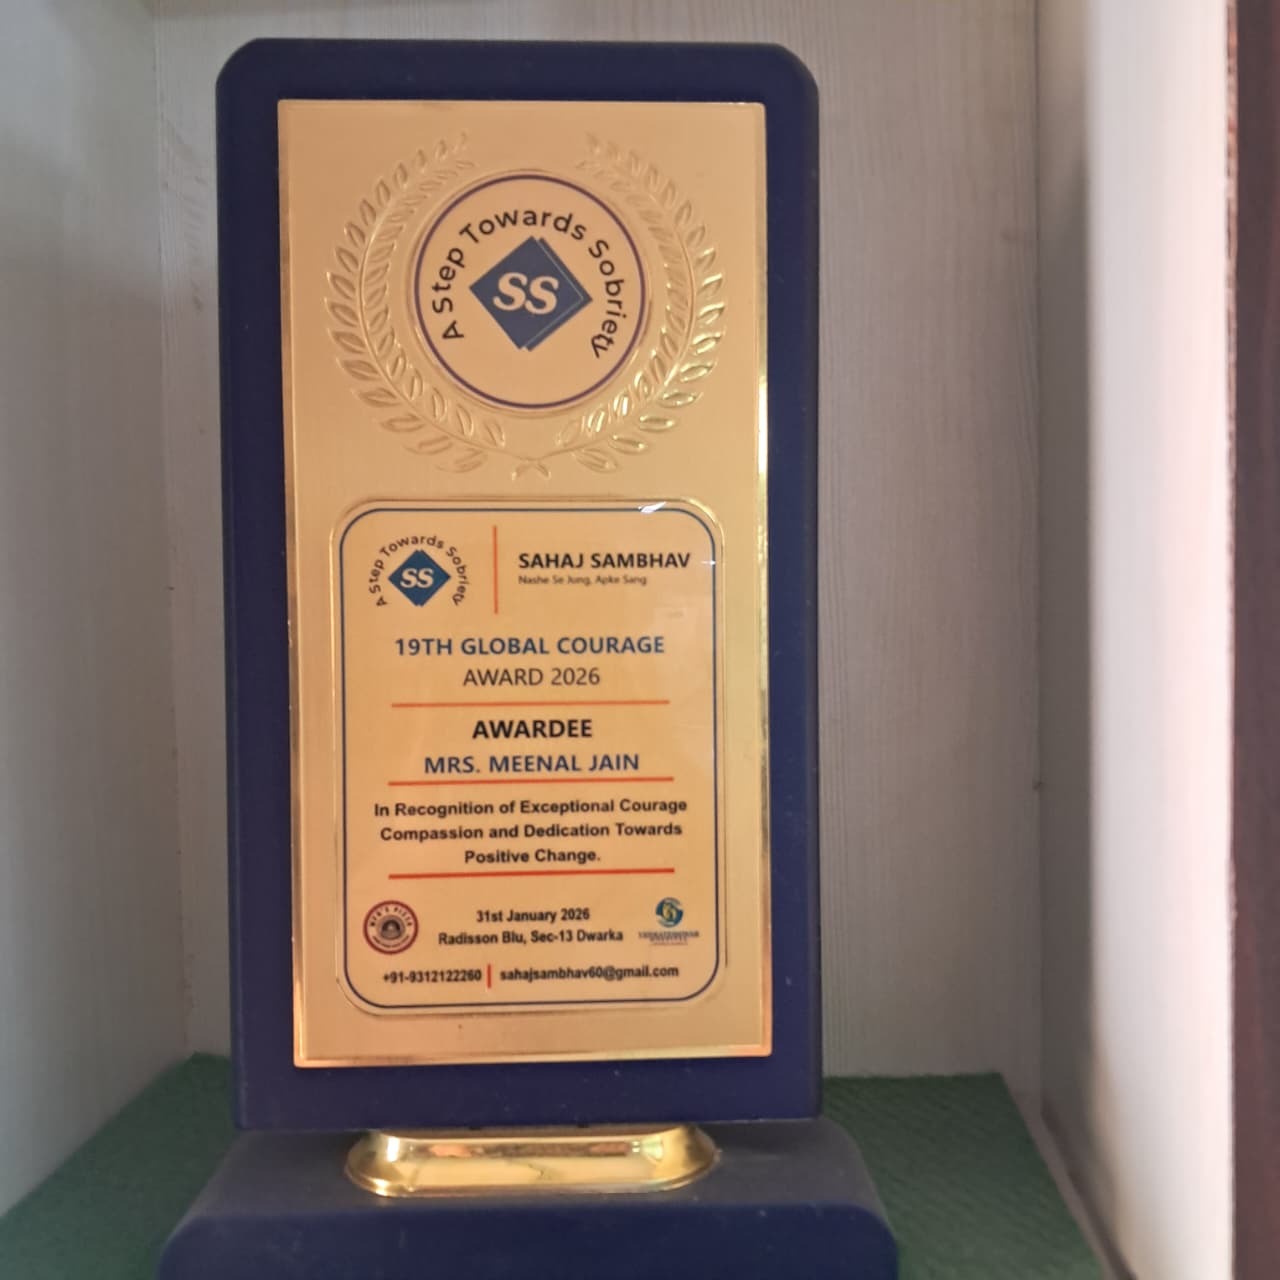 A Step Towards Sobriety
SS
A Step Towards Sobriety
SS
SAHAJ SAMBHAV
Nashe Se Jung, Apke Sang
19TH GLOBAL COURAGE
AWARD 2026
AWARDEE
MRS. MEENAL JAIN
In Recognition of Exceptional Courage
Compassion and Dedication Towards
Positive Change.
31st January 2026
Radisson Blu, Sec-13 Dwarka
+91-9312122260 | sahajsambhav60@gmail.com